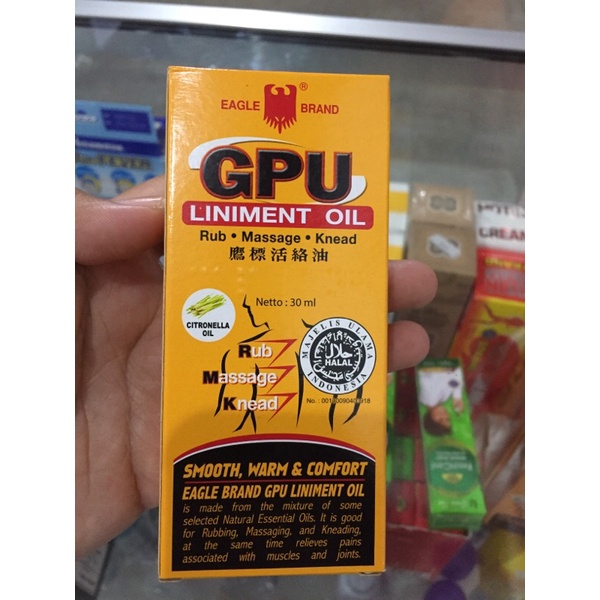 EAGLE BRAND ®
GPU
LINIMENT OIL
Rub • Massage • Knead
鷹標活絡油
Netto : 30 ml
CITRONELLA
OIL
Rub
Massage
Knead
MAJELIS ULAMA
INDONESIA
حلال
HALAL
SMOOTH, WARM & COMFORT
EAGLE BRAND GPU LINIMENT OIL
is made from the mixture of some
selected Natural Essential Oils. It is good
for Rubbing, Massaging, and Kneading,
at the same time relieves pains
associated with muscles and joints.
CREAM